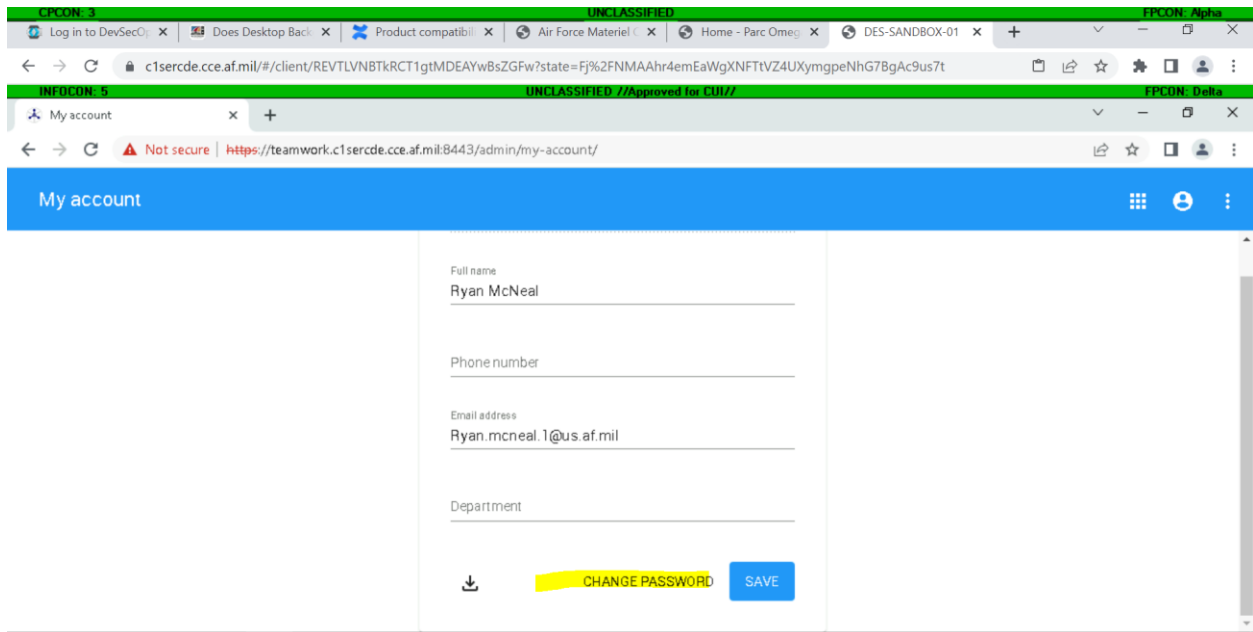 CPCON: 3 UNCLASSIFIED FPCON: Alpha
Log in to DevSecO Does Desktop Back Product compatibil Air Force Materiel C Home - Parc Omeg DES-SANDBOX-01
c1sercde.cce.af.mil/#/client/REVTLVNBTkRCT1gtMDEAYwBsZGFw?state=Fj%2FNMAAhr4emEaWgXNFTtVZ4UXymgpeNhG7BgAc9us7t
INFOCON: 5 UNCLASSIFIED //Approved for CUI// FPCON: Delta
My account
Not secure https://teamwork.c1sercde.cce.af.mil:8443/admin/my-account/
My account
Full name
Ryan McNeal
Phone number
Email address
Ryan.mcneal.1@us.af.mil
Department
CHANGE PASSWORD SAVE